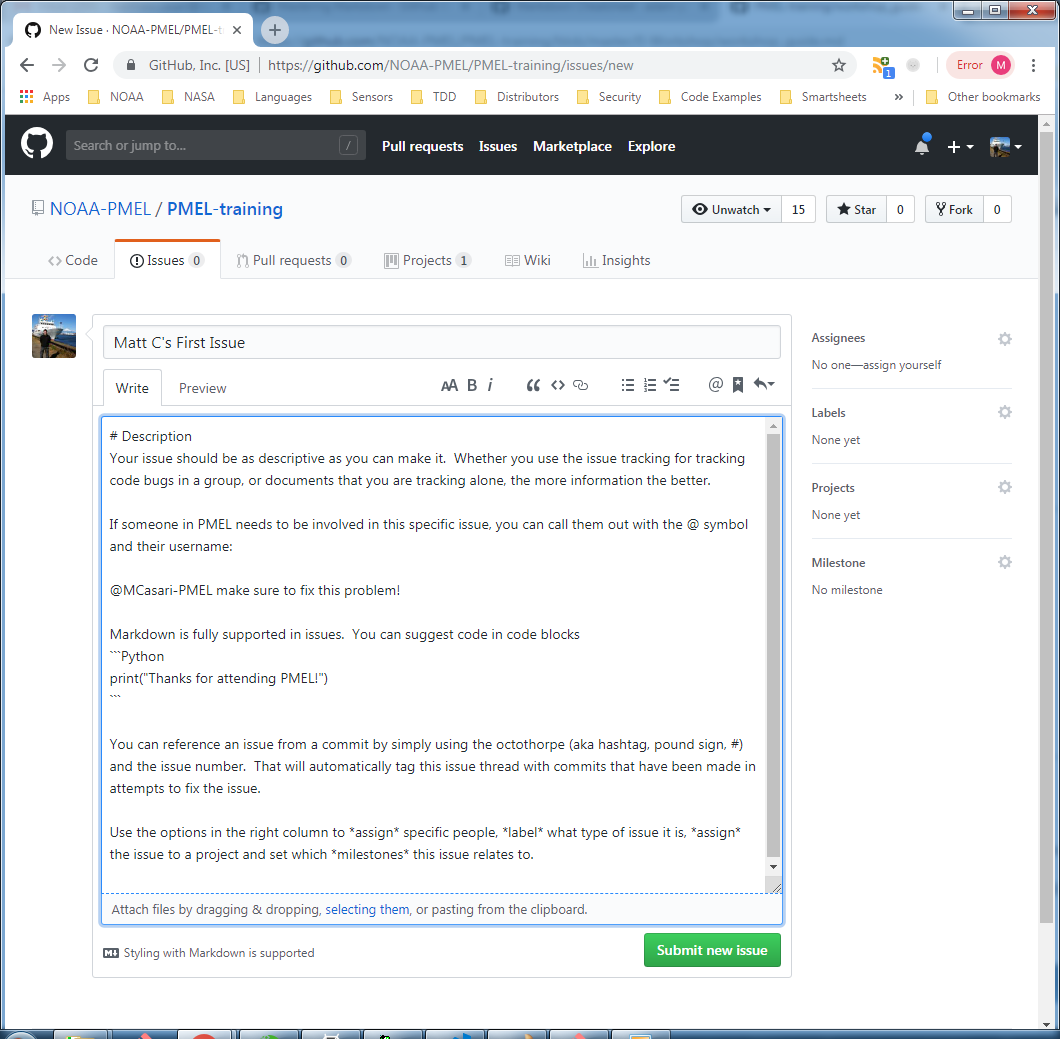 New Issue · NOAA-PMEL/PMEL-t
GitHub, Inc. [US] | https://github.com/NOAA-PMEL/PMEL-training/issues/new
1
Error M
Apps NOAA NASA Languages Sensors TDD Distributors Security Code Examples Smartsheets » Other bookmarks
Search or jump to... / Pull requests Issues Marketplace Explore
NOAA-PMEL / PMEL-training
Unwatch 15 Star 0 Fork 0
Code Issues 0 Pull requests 0 Projects 1 Wiki Insights
Matt C's First Issue
Write Preview
AA B i “ <> @
# Description
Your issue should be as descriptive as you can make it.  Whether you use the issue tracking for tracking
code bugs in a group, or documents that you are tracking alone, the more information the better.
If someone in PMEL needs to be involved in this specific issue, you can call them out with the @ symbol
and their username:
@MCasari-PMEL make sure to fix this problem!
Markdown is fully supported in issues.  You can suggest code in code blocks
```Python
print("Thanks for attending PMEL!")
```
You can reference an issue from a commit by simply using the octothorpe (aka hashtag, pound sign, #)
and the issue number.  That will automatically tag this issue thread with commits that have been made in
attempts to fix the issue.
Use the options in the right column to *assign* specific people, *label* what type of issue it is, *assign*
the issue to a project and set which *milestones* this issue relates to.
Attach files by dragging & dropping, selecting them, or pasting from the clipboard.
Styling with Markdown is supported
Submit new issue
Assignees
No one—assign yourself
Labels
None yet
Projects
None yet
Milestone
No milestone